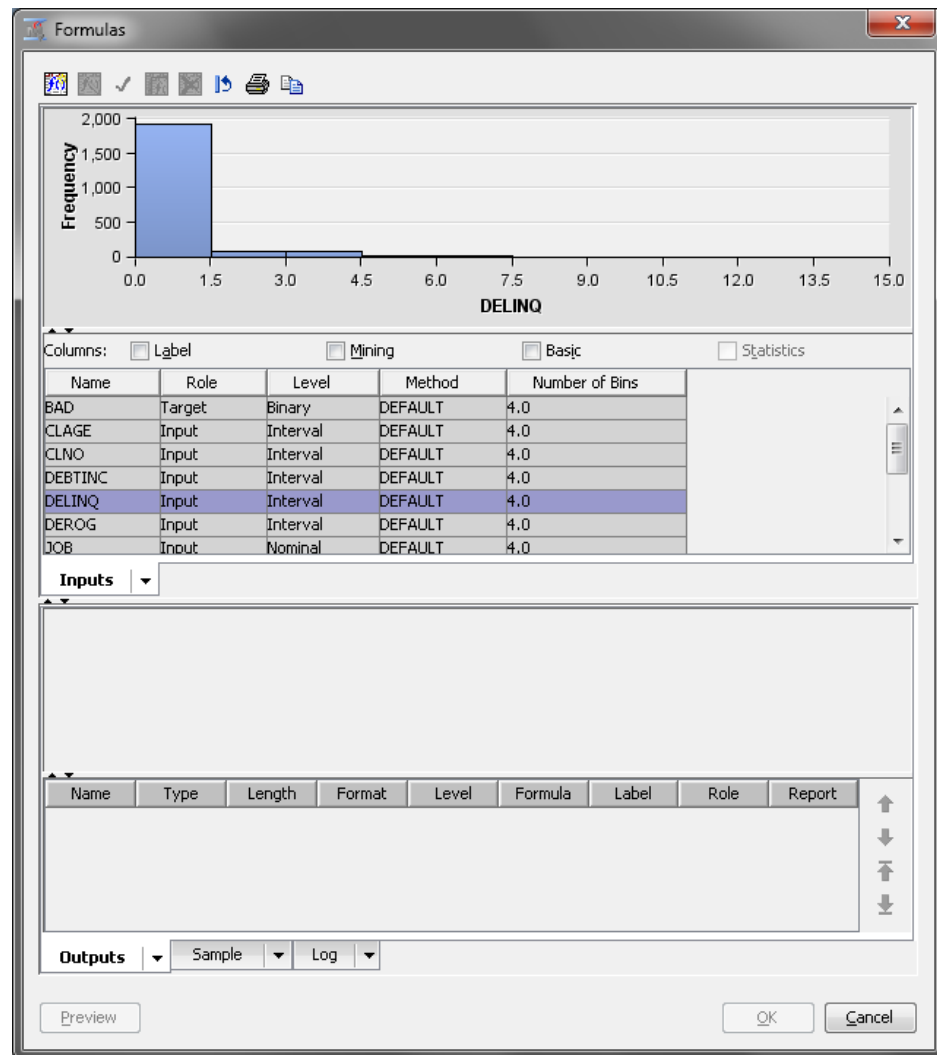 Formulas
2,000
1,500
1,000
500
0
Frequency
0.0 1.5 3.0 4.5 6.0 7.5 9.0 10.5 12.0 13.5 15.0
DELINQ
Columns: Label Mining Basic Statistics
Name Role Level Method Number of Bins
BAD Target Binary DEFAULT 4.0
CLAGE Input Interval DEFAULT 4.0
CLNO Input Interval DEFAULT 4.0
DEBTINC Input Interval DEFAULT 4.0
DELINQ Input Interval DEFAULT 4.0
DEROG Input Interval DEFAULT 4.0
JOB Input Nominal DEFAULT 4.0
Inputs
Name Type Length Format Level Formula Label Role Report
Outputs Sample Log
Preview OK Cancel